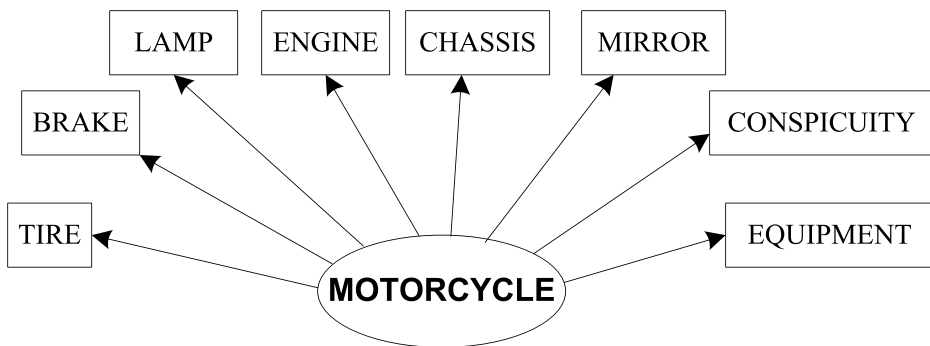 LAMP
ENGINE
CHASSIS
MIRROR
BRAKE
CONSPICUITY
TIRE
EQUIPMENT
MOTORCYCLE